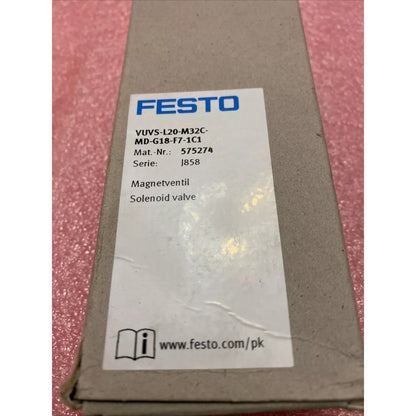 FESTO
VUVS-L20-M32C-
MD-G18-F7-1C1
Mat.-Nr.: 575274
Serie: J858
Magnetventil
Solenoid valve
i www.festo.com/pk